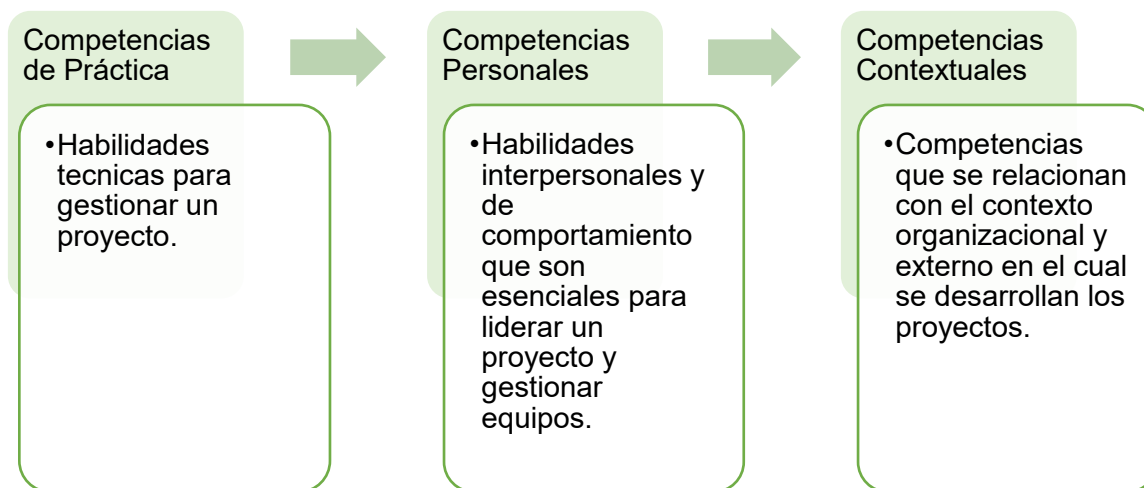 Competencias
de Práctica
•Habilidades
tecnicas para
gestionar un
proyecto.
Competencias
Personales
•Habilidades
interpersonales y
de
comportamiento
que son
esenciales para
liderar un
proyecto y
gestionar
equipos.
Competencias
Contextuales
•Competencias
que se relacionan
con el contexto
organizacional y
externo en el cual
se desarrollan los
proyectos.